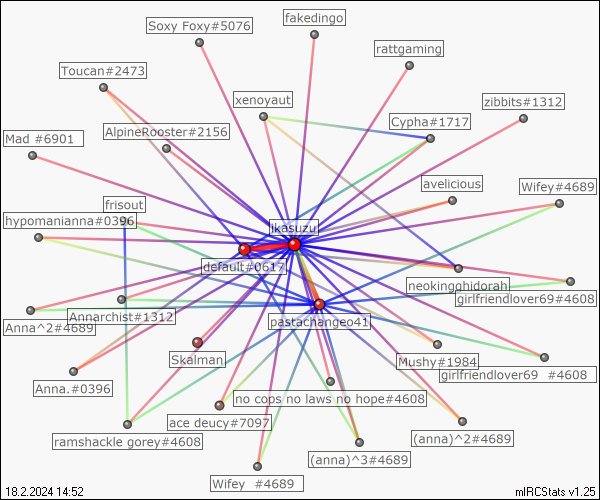 fakedingo
Soxy Foxy#5076
rattgaming
Toucan#2473
xenoyaut
zibbits#1312
Cypha#1717
AlpineRooster#2156
Mad #6901
avelicious
Wifey#4689
frisout
hypomanianna#0396
ikasuzu
default#0617
neokingghidorah
girlfriendlover69#4608
Annarchist#1312
Anna^2#4689
pastachangeo41
Skalman
Mushy#1984
girlfriendlover69 #4608
Anna.#0396
no cops no laws no hope#4608
ace deucy#7097
ramshackle gorey#4608
(anna)^2#4689
(anna)^3#4689
Wifey #4689
18.2.2024 14:52
mIRCStats v1.25